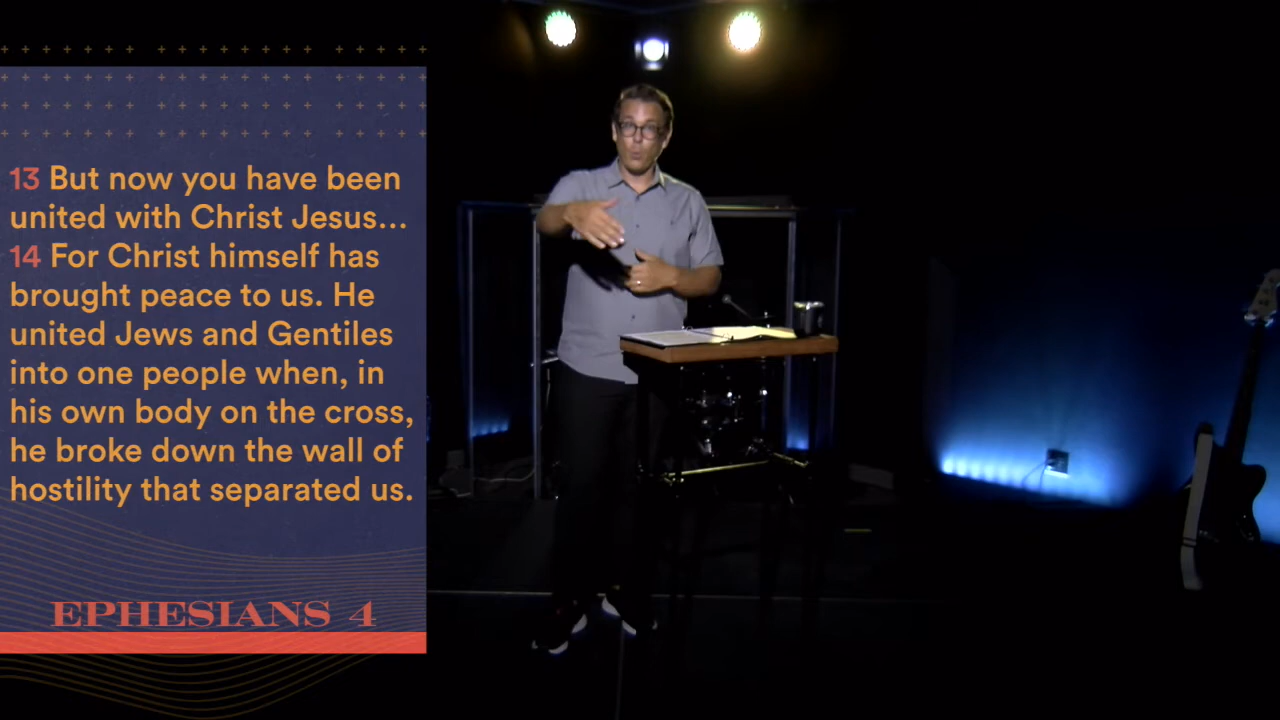 13 But now you have been
united with Christ Jesus...
14 For Christ himself has
brought peace to us. He
united Jews and Gentiles
into one people when, in
his own body on the cross,
he broke down the wall of
hostility that separated us.
EPHESIANS 4